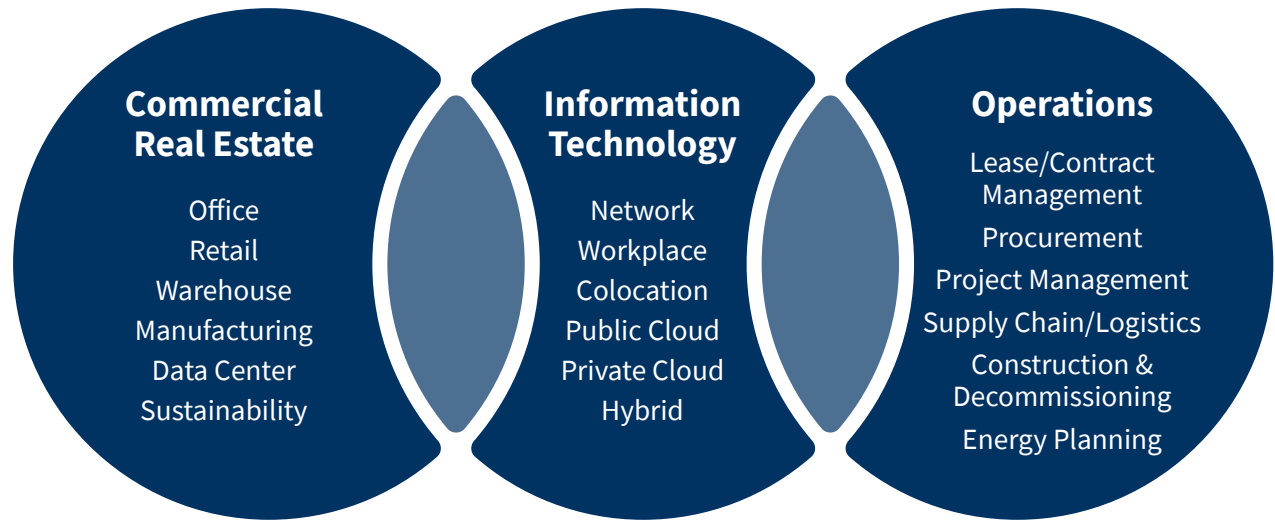 Commercial
Real Estate
Office
Retail
Warehouse
Manufacturing
Data Center
Sustainability
Information
Technology
Network
Workplace
Colocation
Public Cloud
Private Cloud
Hybrid
Operations
Lease/Contract
Management
Procurement
Project Management
Supply Chain/Logistics
Construction &
Decommissioning
Energy Planning